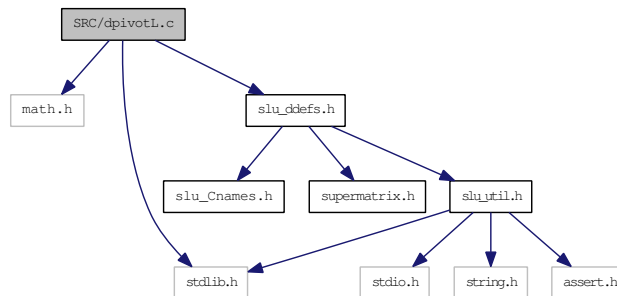 SRC/dpivotL.c
math.h
slu_ddefs.h
slu_Cnames.h
supermatrix.h
slu_util.h
stdlib.h
stdio.h
string.h
assert.h